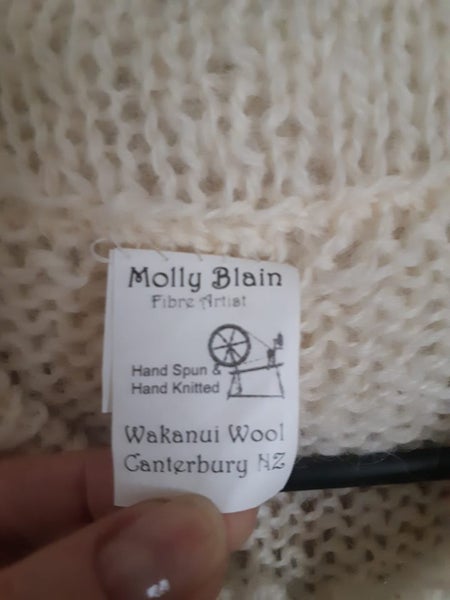 Molly Blain
Fibre Artist
Hand Spun &
Hand Knitted
Wakanui Wool
Canterbury NZ